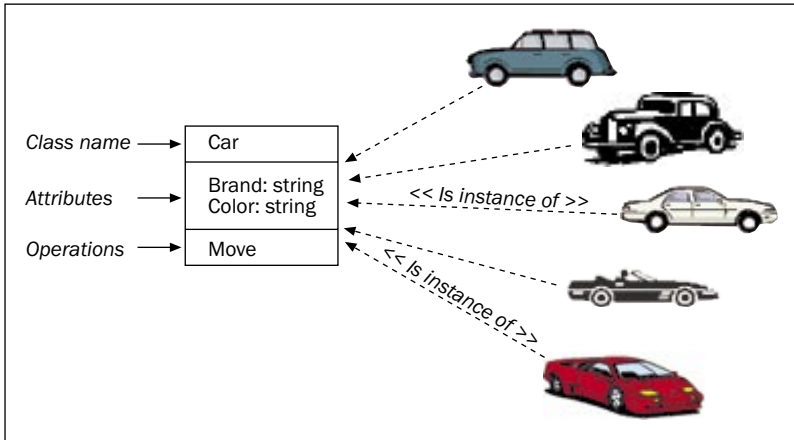 Class name
Car
Attributes
Brand: string
Color: string
<< Is instance of >>
Operations
Move
<< Is instance of >>